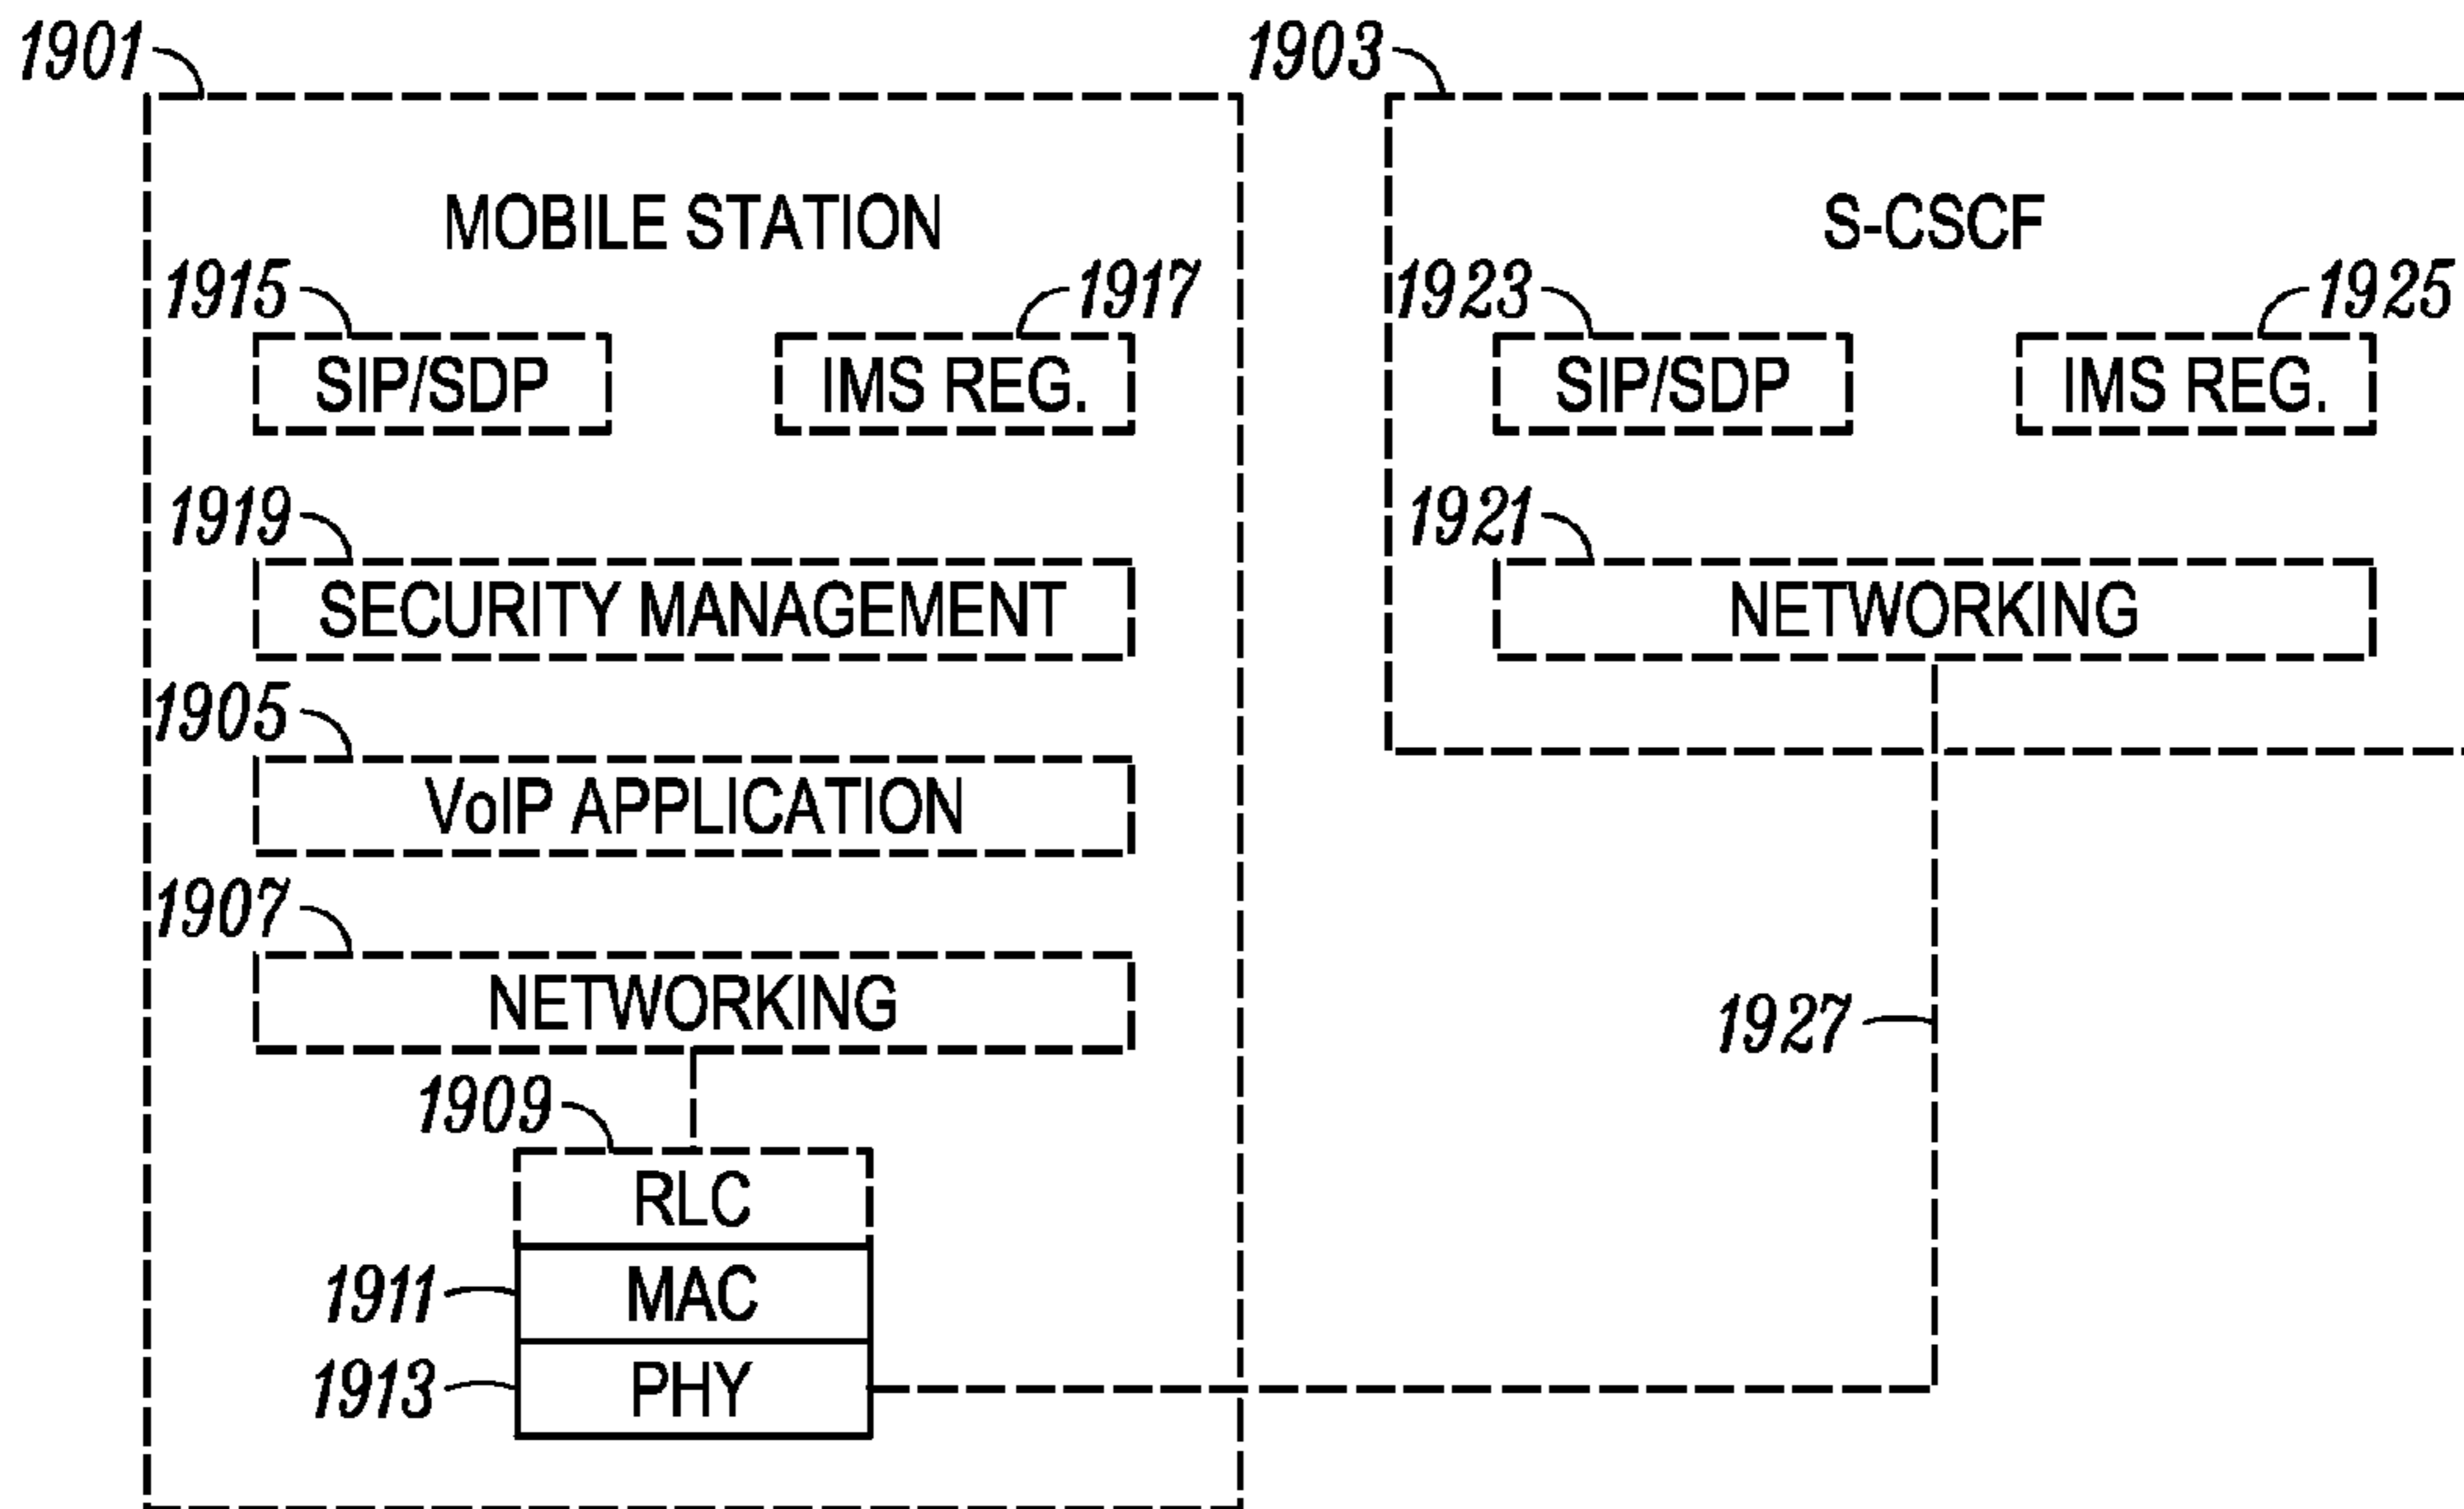 1901
1903
MOBILE STATION
S-CSCF
1915
1917
1923
1925
SIP/SDP
IMS REG.
SIP/SDP
IMS REG.
1919
1921
SECURITY MANAGEMENT
NETWORKING
1905
VoIP APPLICATION
1907
NETWORKING
1927
1909
RLC
1911
MAC
1913
PHY